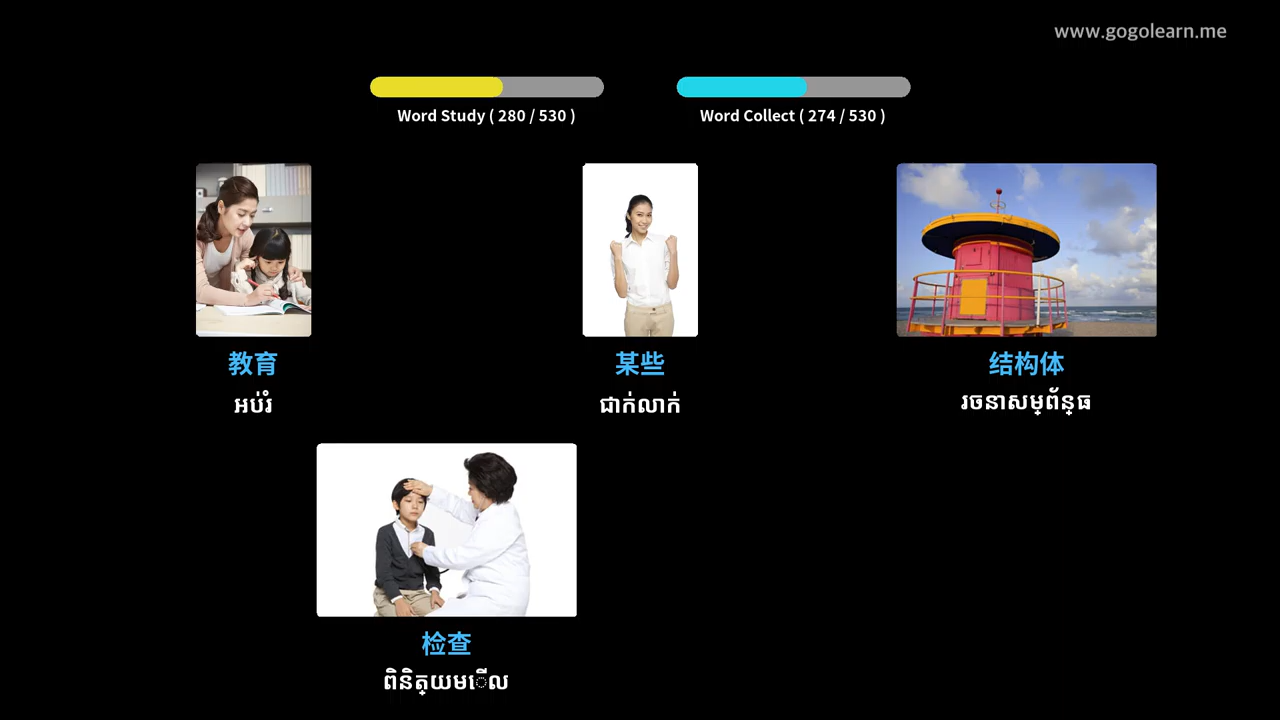 www.gogolearn.me
Word Study ( 280 / 530 )
Word Collect ( 274 / 530 )
教育
某些
结构体
អប់រំ
ជាក់លាក់
រចនាសម្ព័ន្ធ
检查
ពិនិត្យមើល